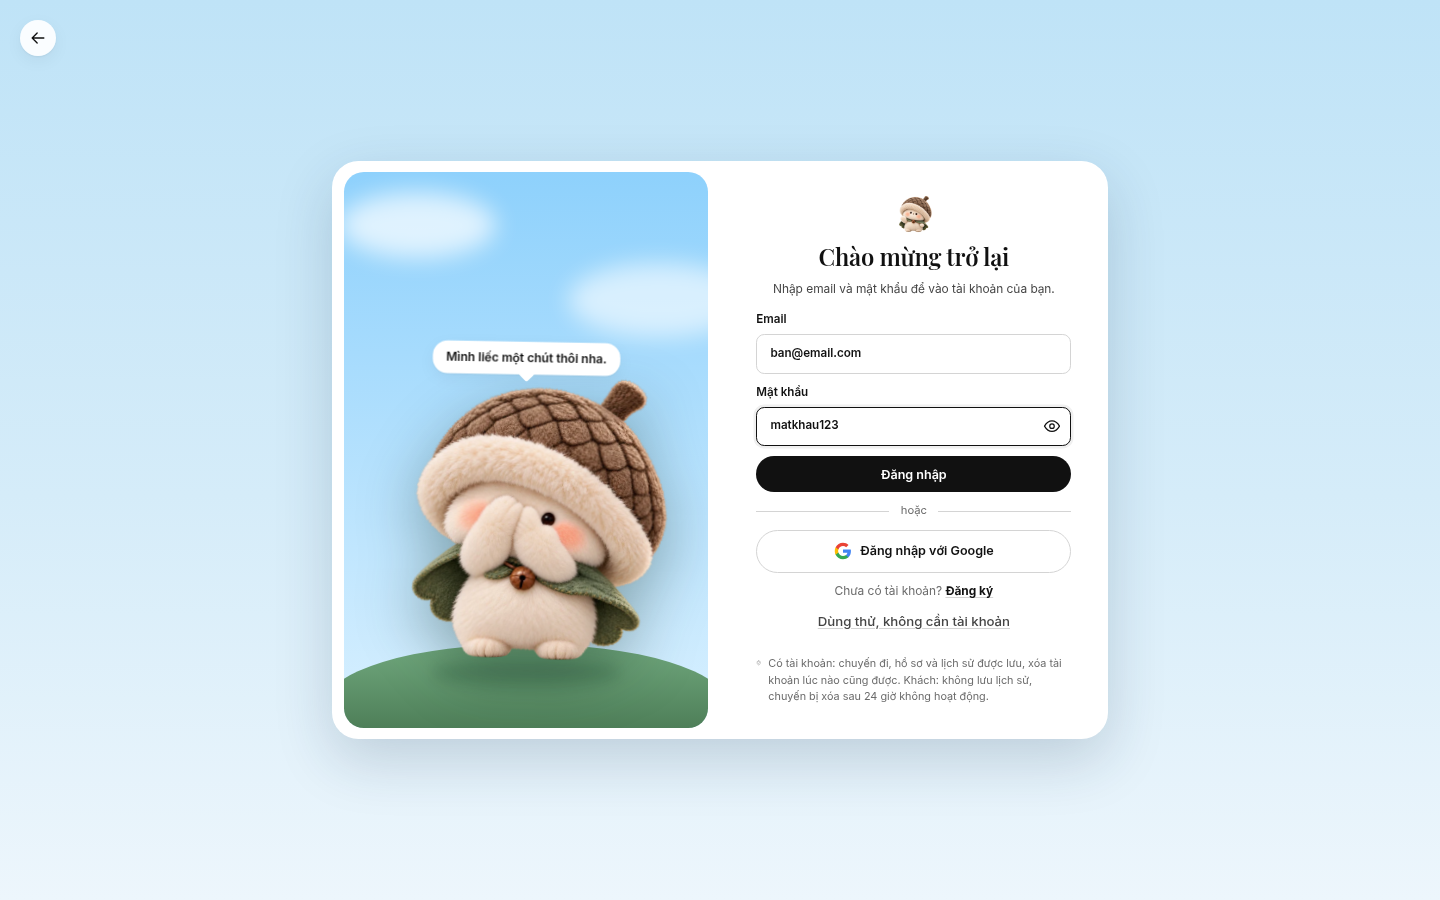 Mình liếc một chút thôi nha.
Chào mừng trở lại
Nhập email và mật khẩu để vào tài khoản của bạn.
Email
ban@email.com
Mật khẩu
matkhau123
Đăng nhập
hoặc
Đăng nhập với Google
Chưa có tài khoản? Đăng ký
Dùng thử, không cần tài khoản
Có tài khoản: chuyến đi, hồ sơ và lịch sử được lưu, xóa tài
khoản lúc nào cũng được. Khách: không lưu lịch sử,
chuyến bị xóa sau 24 giờ không hoạt động.